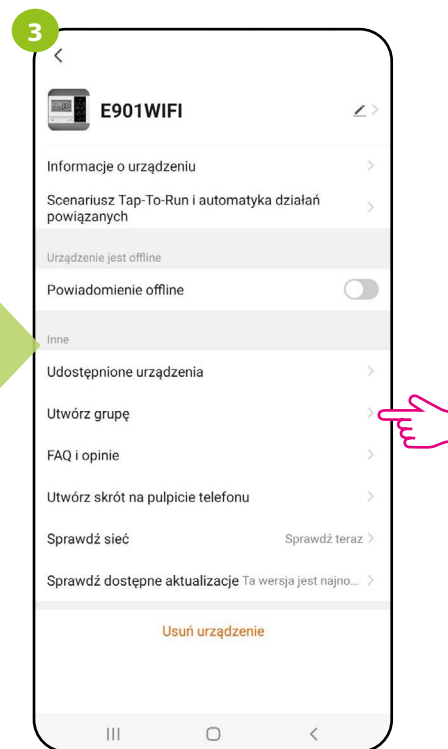 3
E901WIFI
Informacje o urządzeniu
Scenariusz Tap-To-Run i automatyka działań
powiązanych
Urządzenie jest offline
Powiadomienie offline
Inne
Udostępnione urządzenia
Utwórz grupę
FAQ i opinie
Utwórz skrót na pulpicie telefonu
Sprawdź sieć Sprawdź teraz
Sprawdź dostępne aktualizacje Ta wersja jest najno...
Usuń urządzenie